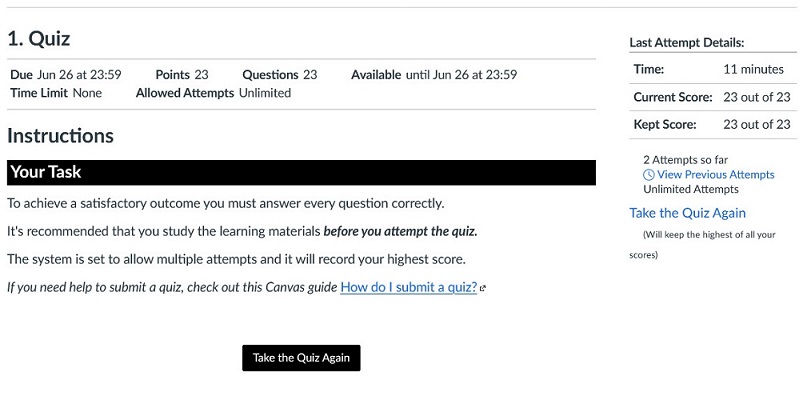 1. Quiz
Due Jun 26 at 23:59 Points 23 Questions 23 Available until Jun 26 at 23:59
Time Limit None Allowed Attempts Unlimited
Instructions
Your Task
To achieve a satisfactory outcome you must answer every question correctly.
It's recommended that you study the learning materials before you attempt the quiz.
The system is set to allow multiple attempts and it will record your highest score.
If you need help to submit a quiz, check out this Canvas guide How do I submit a quiz?
Take the Quiz Again
Last Attempt Details:
Time: 11 minutes
Current Score: 23 out of 23
Kept Score: 23 out of 23
2 Attempts so far
View Previous Attempts
Unlimited Attempts
Take the Quiz Again
(Will keep the highest of all your
scores)